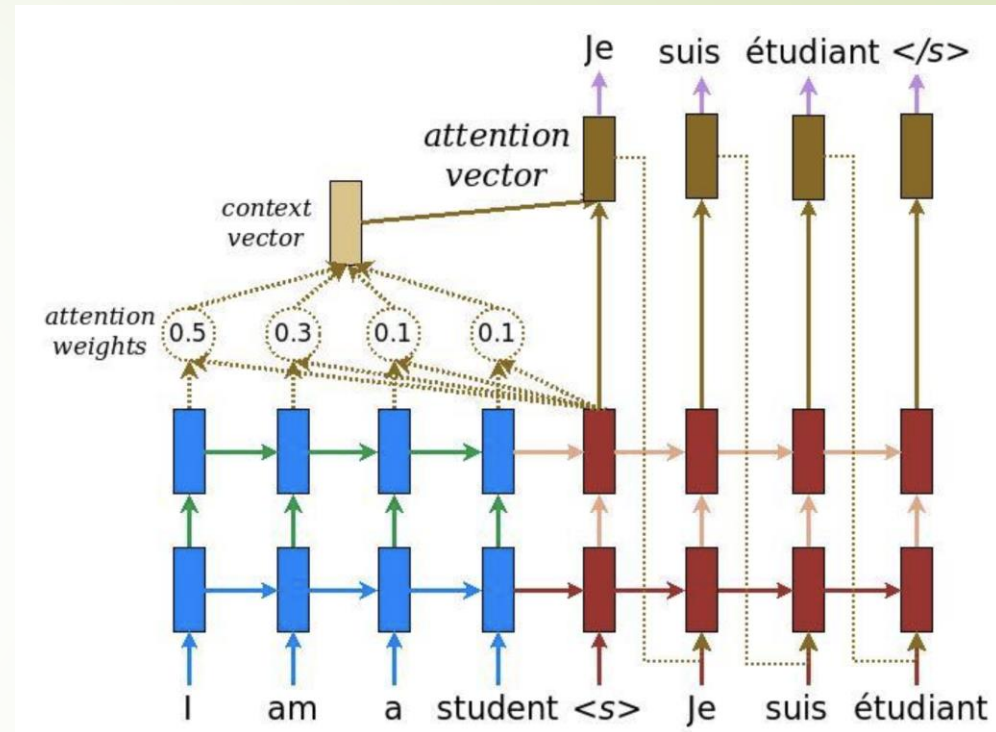 Je suis étudiant </s>
attention
vector
context
vector
attention
weights
0.5 0.3 0.1 0.1
I am a student <s> Je suis étudiant